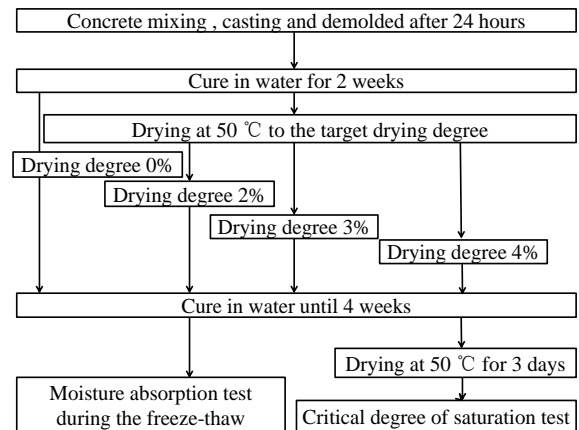 Concrete mixing , casting and demolded after 24 hours
Cure in water for 2 weeks
Drying at 50 ℃ to the target drying degree
Drying degree 0%
Drying degree 2%
Drying degree 3%
Drying degree 4%
Cure in water until 4 weeks
Drying at 50 ℃ for 3 days
Moisture absorption test
during the freeze-thaw
Critical degree of saturation test